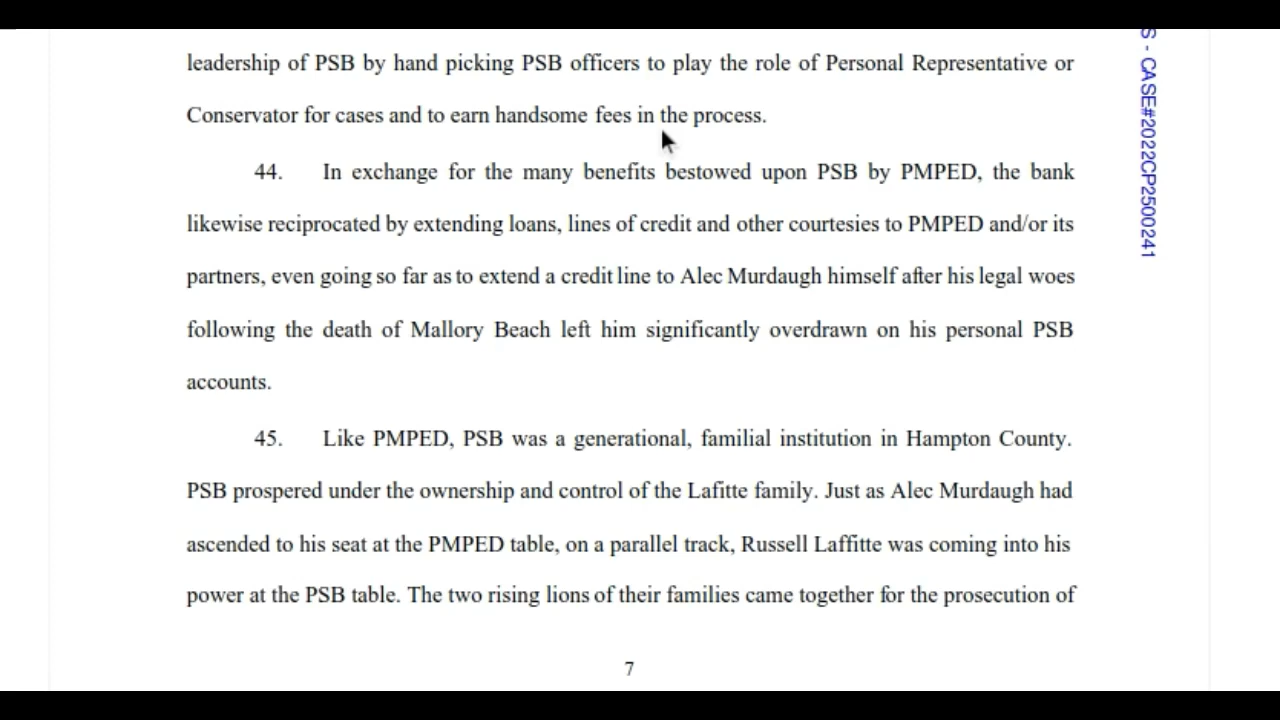 leadership of PSB by hand picking PSB officers to play the role of Personal Representative or
Conservator for cases and to earn handsome fees in the process.
44. In exchange for the many benefits bestowed upon PSB by PMPED, the bank
likewise reciprocated by extending loans, lines of credit and other courtesies to PMPED and/or its
partners, even going so far as to extend a credit line to Alec Murdaugh himself after his legal woes
following the death of Mallory Beach left him significantly overdrawn on his personal PSB
accounts.
45. Like PMPED, PSB was a generational, familial institution in Hampton County.
PSB prospered under the ownership and control of the Lafitte family. Just as Alec Murdaugh had
ascended to his seat at the PMPED table, on a parallel track, Russell Laffitte was coming into his
power at the PSB table. The two rising lions of their families came together for the prosecution of
7
S - CASE#2022CP2500241